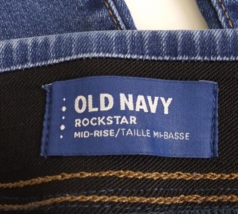 OLD NAVY
ROCKSTAR
MID-RISE/TAILLE MI-BASSE